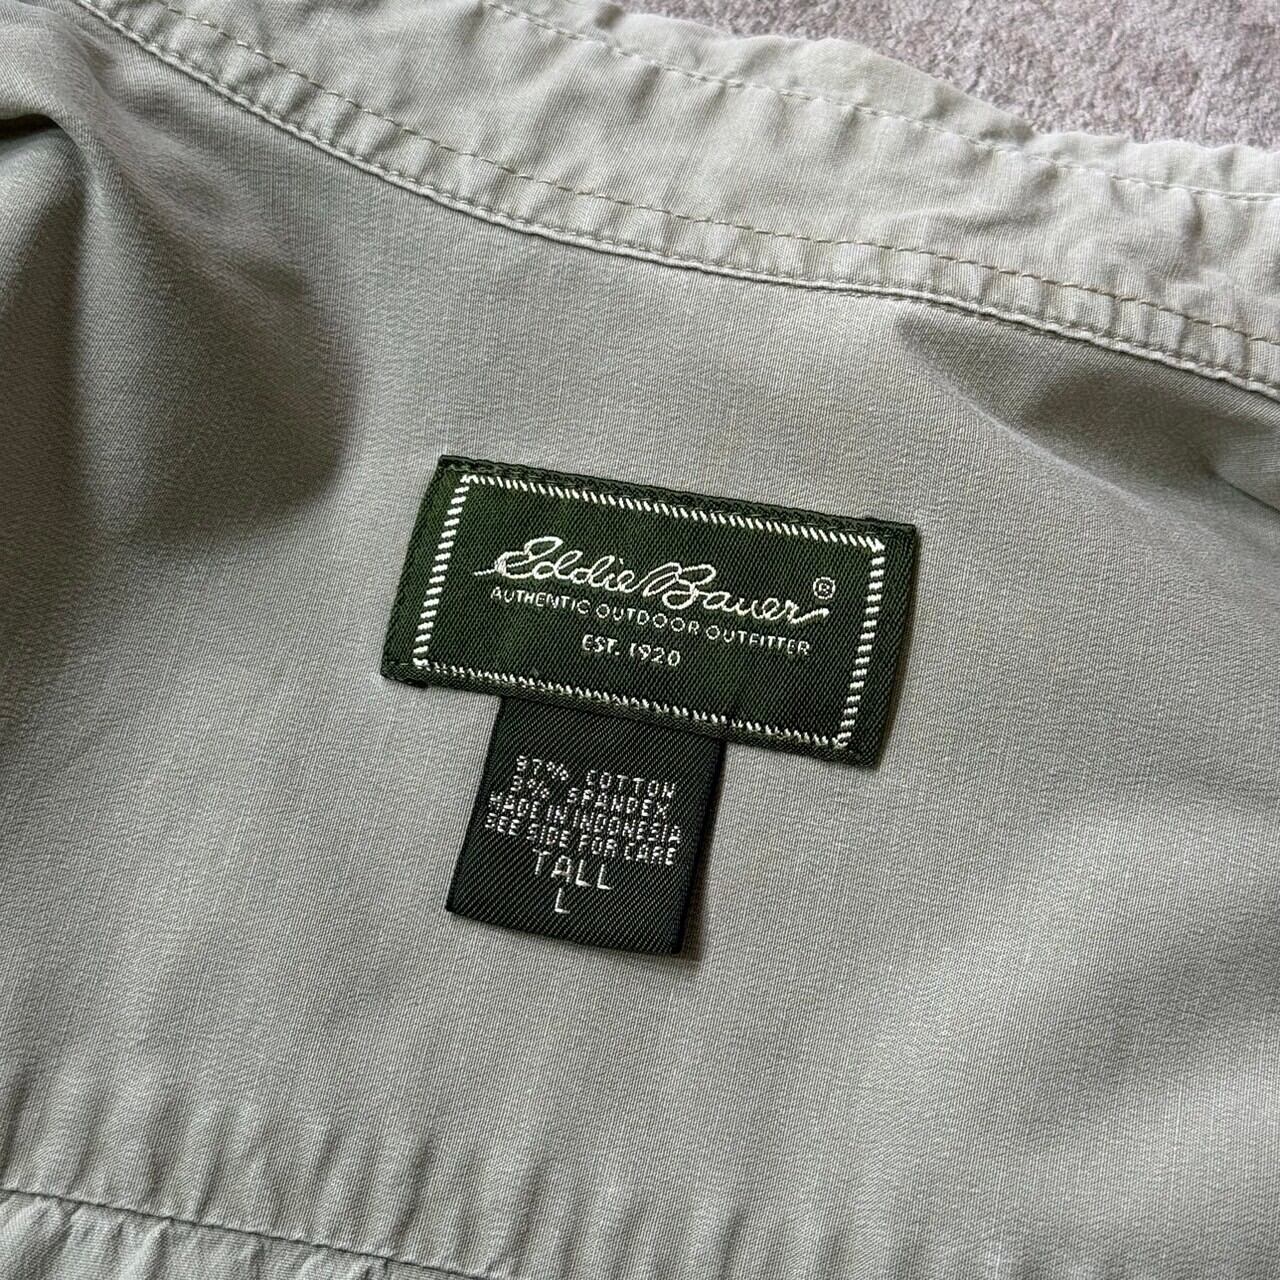 Eddie Bauer®
AUTHENTIC OUTDOOR OUTFITTER
EST. 1920
97% COTTON
3% SPANDEX
MADE IN INDONESIA
SEE SIDE FOR CARE
TALL
L